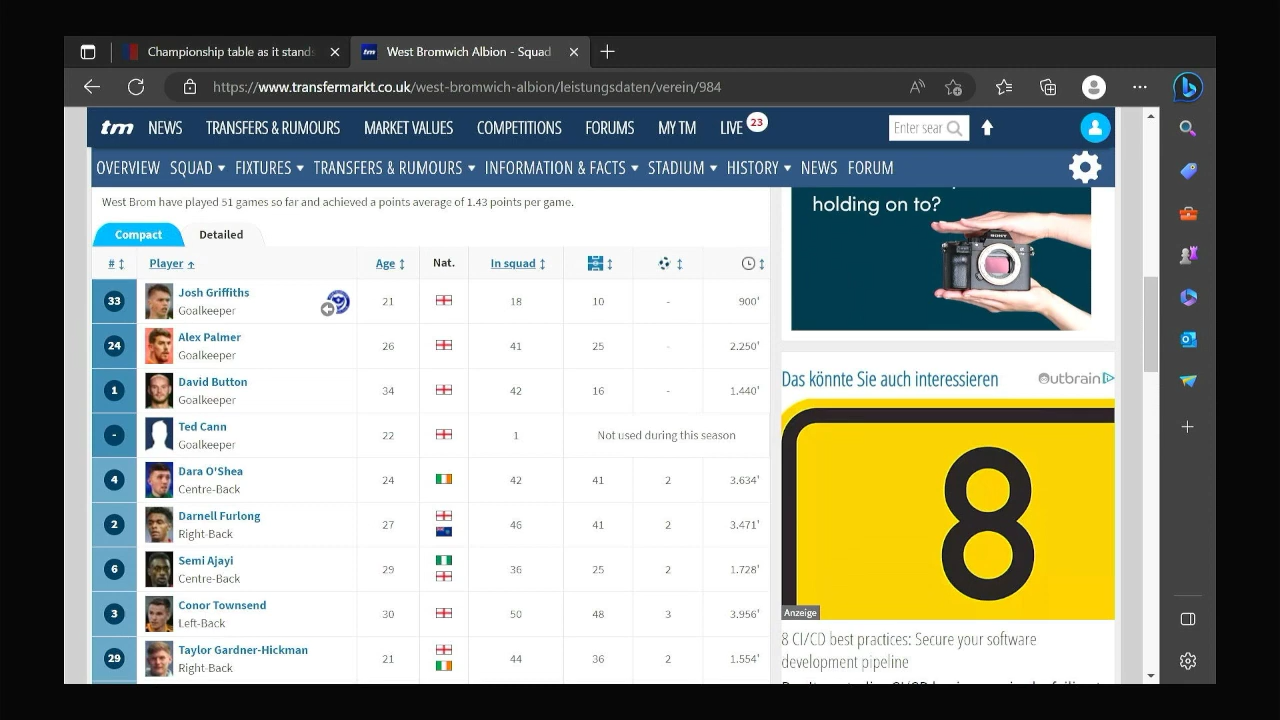 Championship table as it stands
West Bromwich Albion - Squad
https://www.transfermarkt.co.uk/west-bromwich-albion/leistungsdaten/verein/984
tm NEWS TRANSFERS & RUMOURS MARKET VALUES COMPETITIONS FORUMS MY TM LIVE 23 Enter sear
OVERVIEW SQUAD FIXTURES TRANSFERS & RUMOURS INFORMATION & FACTS STADIUM HISTORY NEWS FORUM
West Brom have played 51 games so far and achieved a points average of 1.43 points per game.
Compact Detailed
# Player Age Nat. In squad
33 Josh Griffiths Goalkeeper 21 18 10 - 900'
24 Alex Palmer Goalkeeper 26 41 25 - 2.250'
1 David Button Goalkeeper 34 42 16 - 1.440'
- Ted Cann Goalkeeper 22 1 Not used during this season
4 Dara O'Shea Centre-Back 24 42 41 2 3.634'
2 Darnell Furlong Right-Back 27 46 41 2 3.471'
6 Semi Ajayi Centre-Back 29 36 25 2 1.728'
3 Conor Townsend Left-Back 30 50 48 3 3.956'
29 Taylor Gardner-Hickman Right-Back 21 44 36 2 1.554'
holding on to?
SONY
Das könnte Sie auch interessieren
Outbrain
8
Anzeige
8 CI/CD best practices: Secure your software
development pipeline